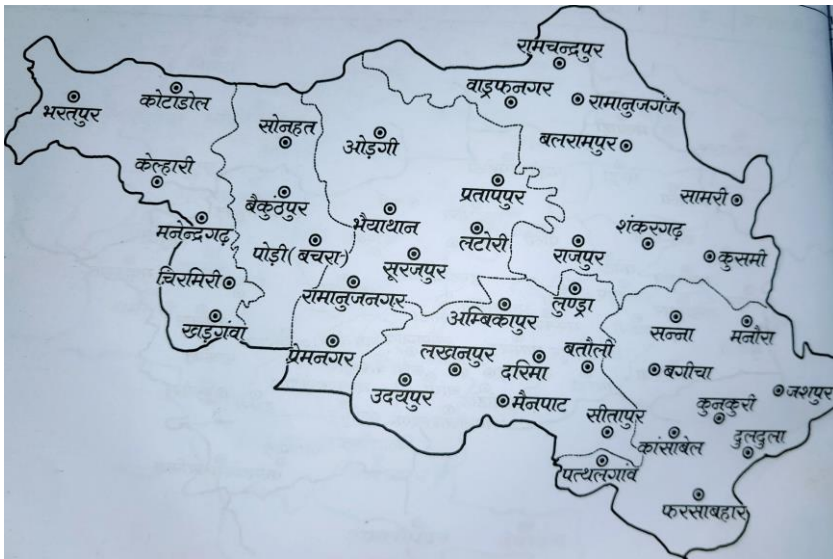 रामचन्द्रपुर
वाड्रफनगर
रामानुजगंज
कोटाडोल
भरतपुर
सोनहत
ओड़गी
बलरामपुर
केल्हारी
प्रतापपुर
बैकुंठपुर
सामरी
मनेन्द्रगढ़
भैयाथान
लटोरी
शंकरगढ़
पोड़ी(बचरा)
सूरजपुर
राजपुर
कुसमी
चिरमिरी
रामानुजनगर
लुण्ड्रा
अम्बिकापुर
खड़गंवा
सन्ना
मनौरा
प्रेमनगर
लखनपुर
दरिमा
बतौली
बगीचा
उदयपुर
मैनपाट
जशपुर
कुनकुरी
सीतापुर
कांसाबेल
दुलदुला
पत्थलगांव
फरसाबहार